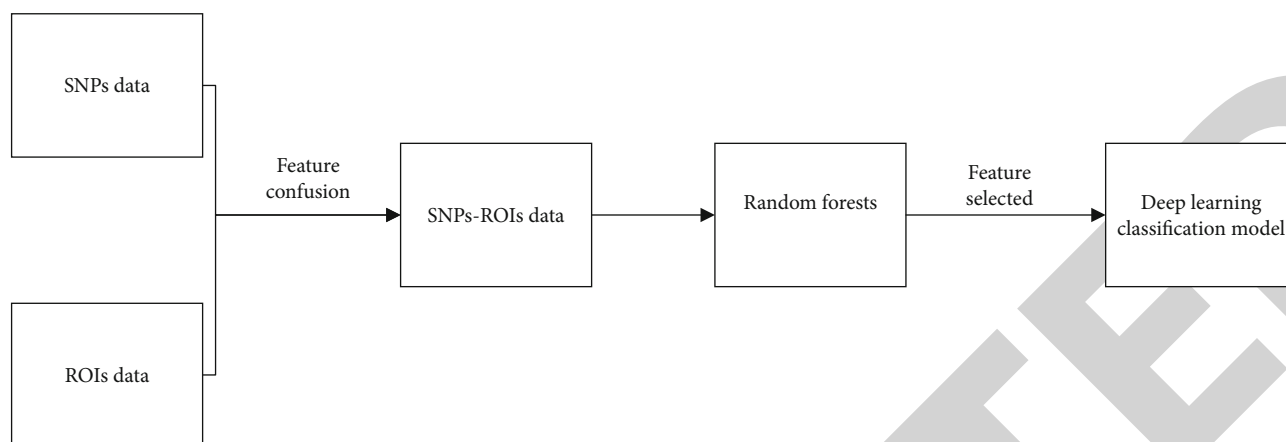 SNPs data
Feature
confusion
SNPs-ROIs data
Random forests
Feature
selected
Deep learning
classification model
ROIs data